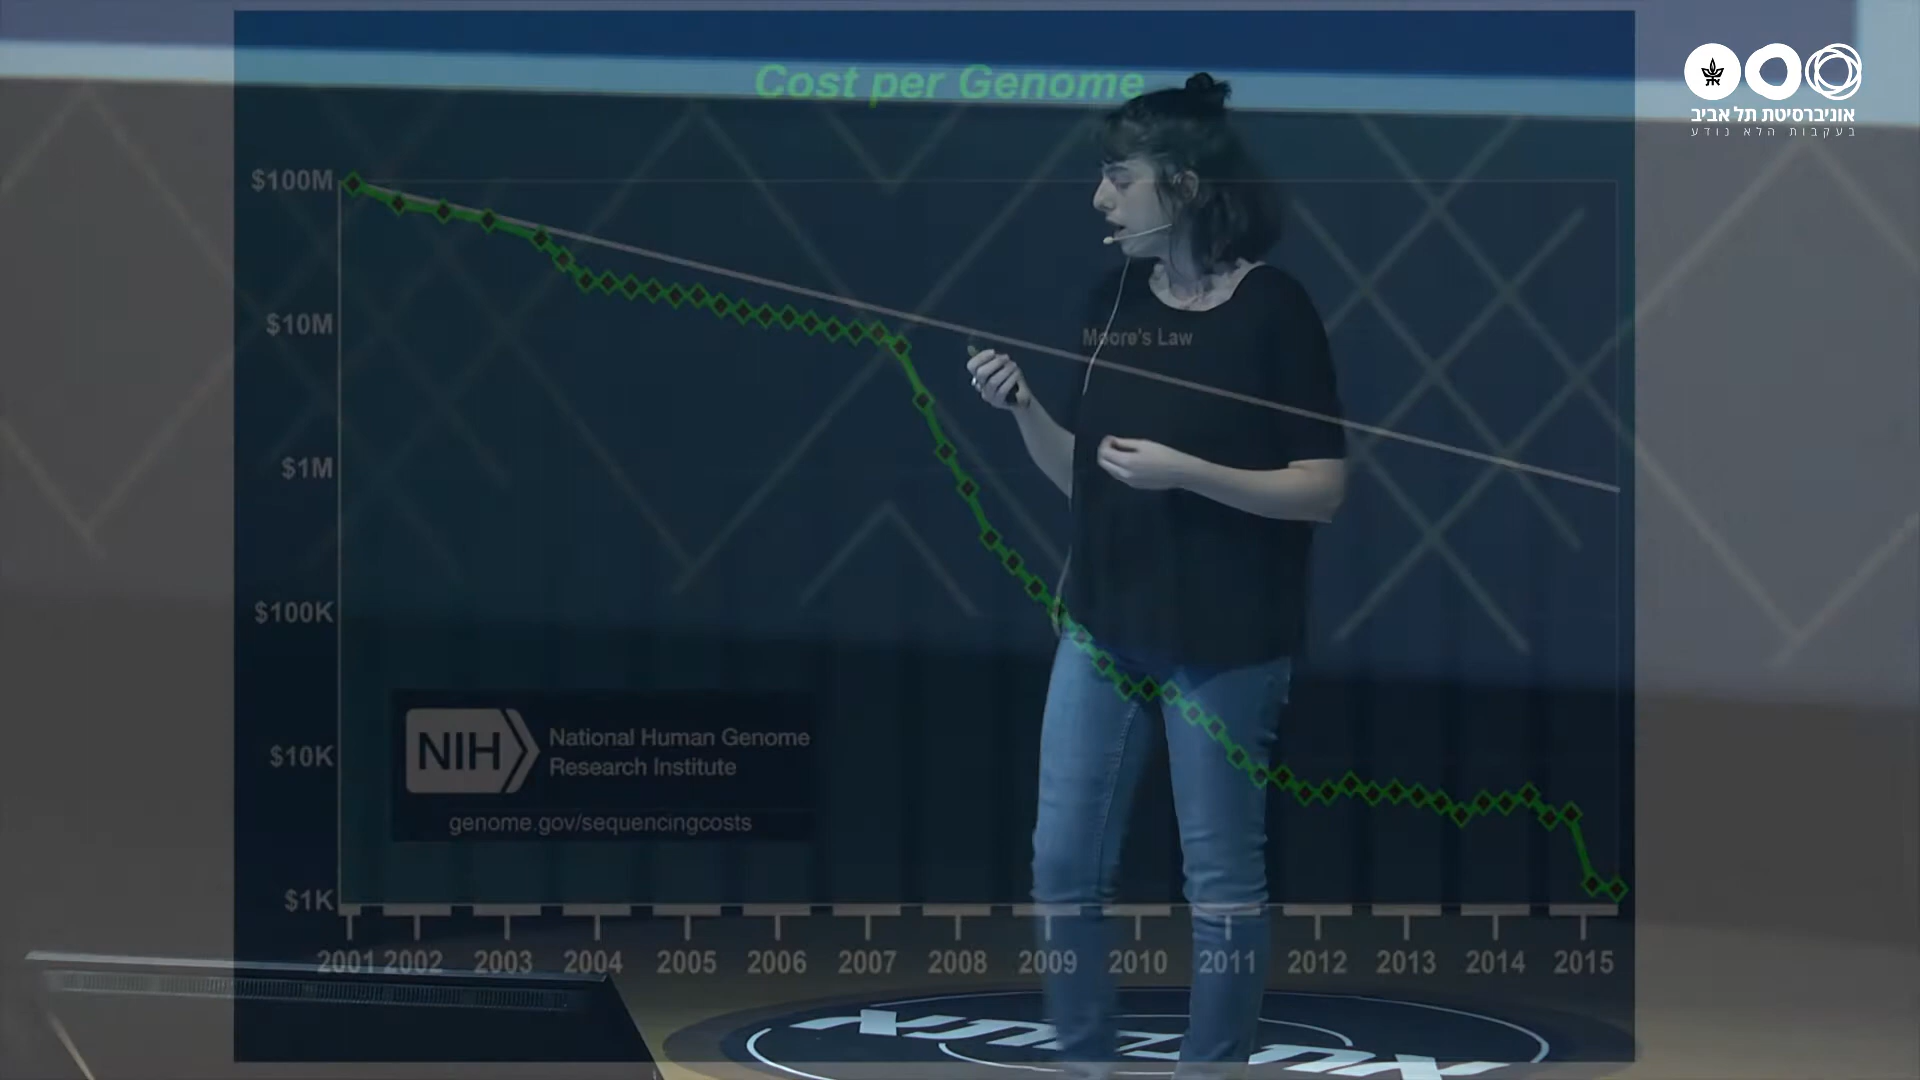 Cost per Genome
אוניברסיטת תל אביב
בעקבות הלא נודע
$100M
$10M
$1M
$100K
$10K
$1K
Moore's Law
NIH
National Human Genome
Research Institute
genome.gov/sequencingcosts
2001 2002 2003 2004 2005 2006 2007 2008 2009 2010 2011 2012 2013 2014 2015